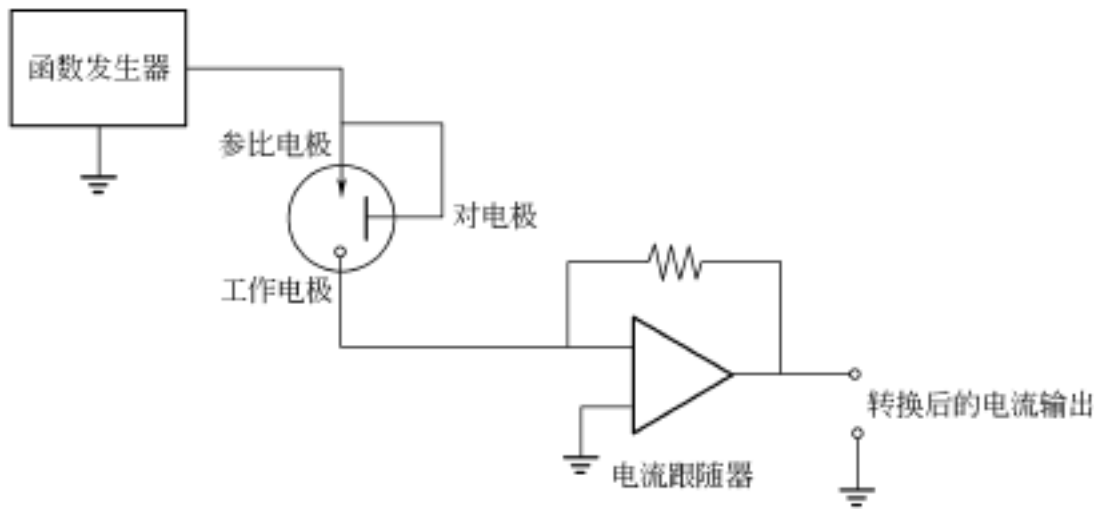 函数发生器
参比电极
对电极
工作电极
转换后的电流输出
电流跟随器